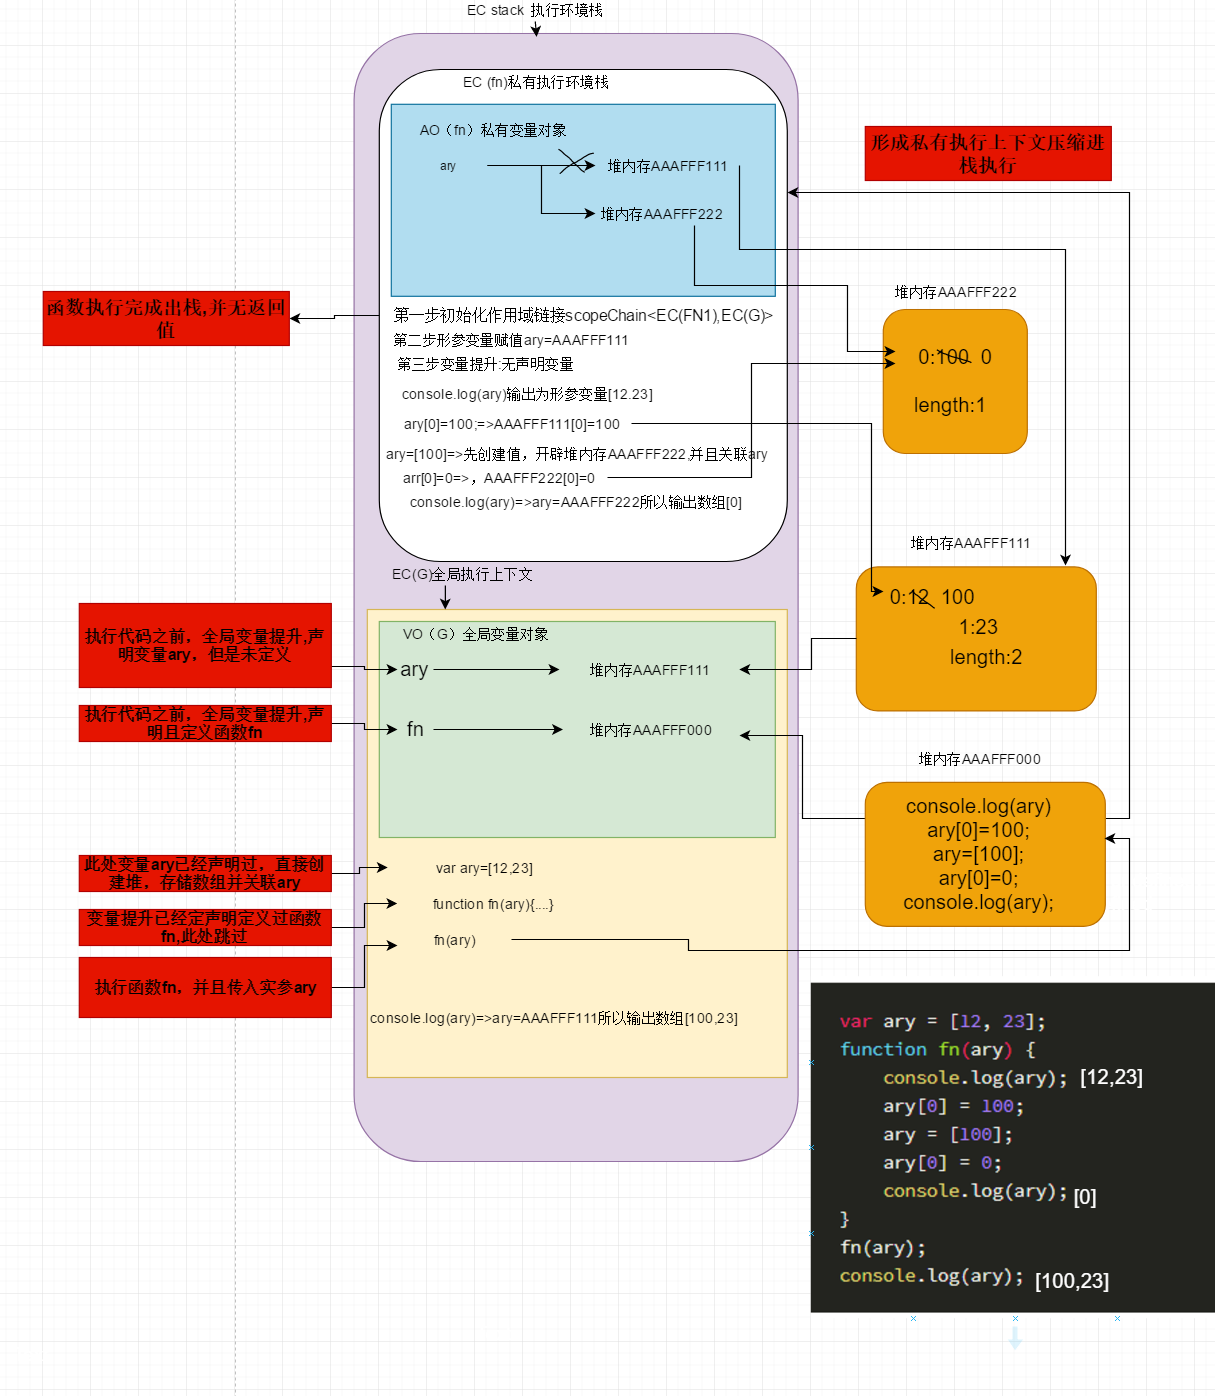 EC stack 执行环境栈
EC (fn)私有执行环境栈
AO（fn）私有变量对象
ary
堆内存AAAFFF111
堆内存AAAFFF222
形成私有执行上下文压缩进
栈执行
函数执行完成出栈,并无返回
值
第一步初始化作用域链接scopeChain<EC(FN1),EC(G)>
第二步形参变量赋值ary=AAAFFF111
第三步变量提升:无声明变量
console.log(ary)输出为形参变量[12.23]
ary[0]=100;=>AAAFFF111[0]=100
ary=[100]=>先创建值，开辟堆内存AAAFFF222,并且关联ary
arr[0]=0=>，AAAFFF222[0]=0
console.log(ary)=>ary=AAAFFF222所以输出数组[0]
堆内存AAAFFF222
0:100 0
length:1
堆内存AAAFFF111
0:12 100
1:23
length:2
EC(G)全局执行上下文
VO（G）全局变量对象
执行代码之前，全局变量提升,声
明变量ary，但是未定义
ary
堆内存AAAFFF111
执行代码之前，全局变量提升,声
明且定义函数fn
fn
堆内存AAAFFF000
堆内存AAAFFF000
console.log(ary)
ary[0]=100;
ary=[100];
ary[0]=0;
console.log(ary);
此处变量ary已经声明过，直接创
建堆，存储数组并关联ary
var ary=[12,23]
变量提升已经定声明定义过函数
fn,此处跳过
function fn(ary){....}
执行函数fn，并且传入实参ary
fn(ary)
console.log(ary)=>ary=AAAFFF111所以输出数组[100,23]
var ary = [12, 23];
function fn(ary) {
console.log(ary); [12,23]
ary[0] = 100;
ary = [100];
ary[0] = 0;
console.log(ary); [0]
}
fn(ary);
console.log(ary); [100,23]